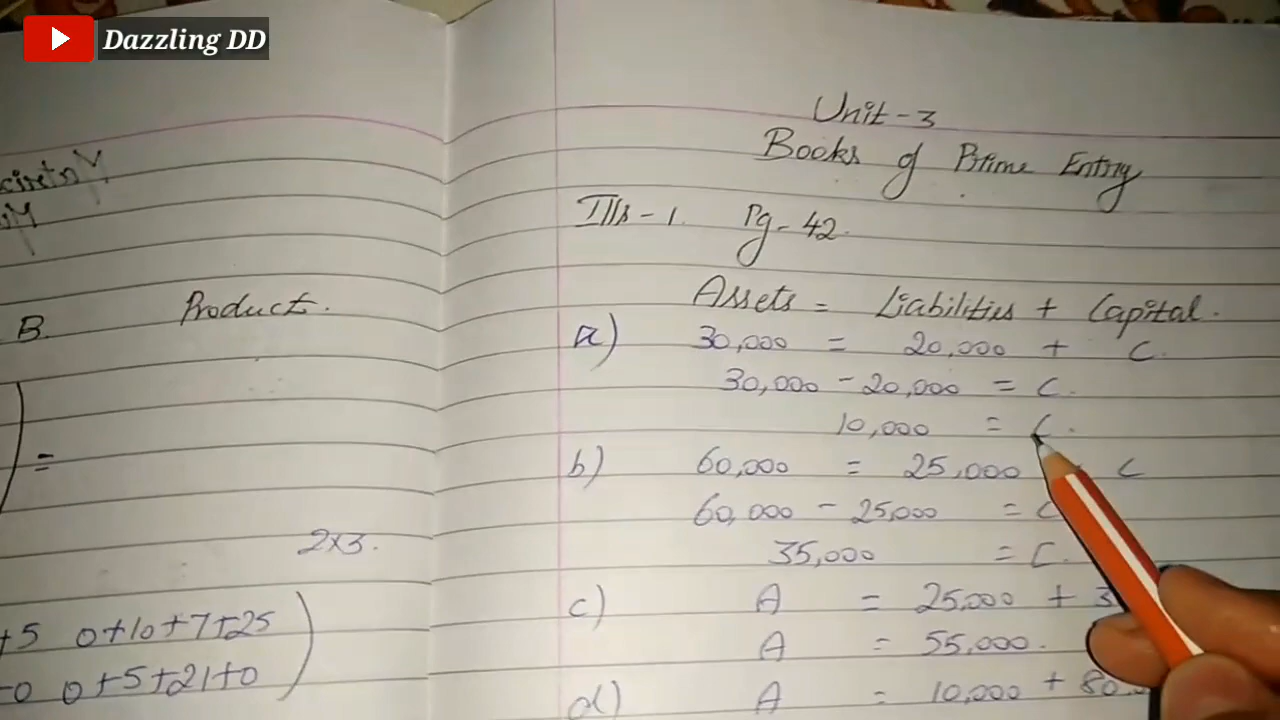 Dazzling DD
B.
Product.
=
2x3.
+5 0+10+7+25
0+5+21+0
Unit-3
Books of Prime Entry
Ills-1. Pg-42.
Assets = Liabilities + Capital.
a) 30,000 = 20,000 + C.
30,000 - 20,000 = C.
10,000 = C.
b) 60,000 = 25,000 C
60,000 - 25,000 = C
35,000 = C.
c) A = 25,000 + 3
A = 55,000.
d) A = 10,000 + 80,